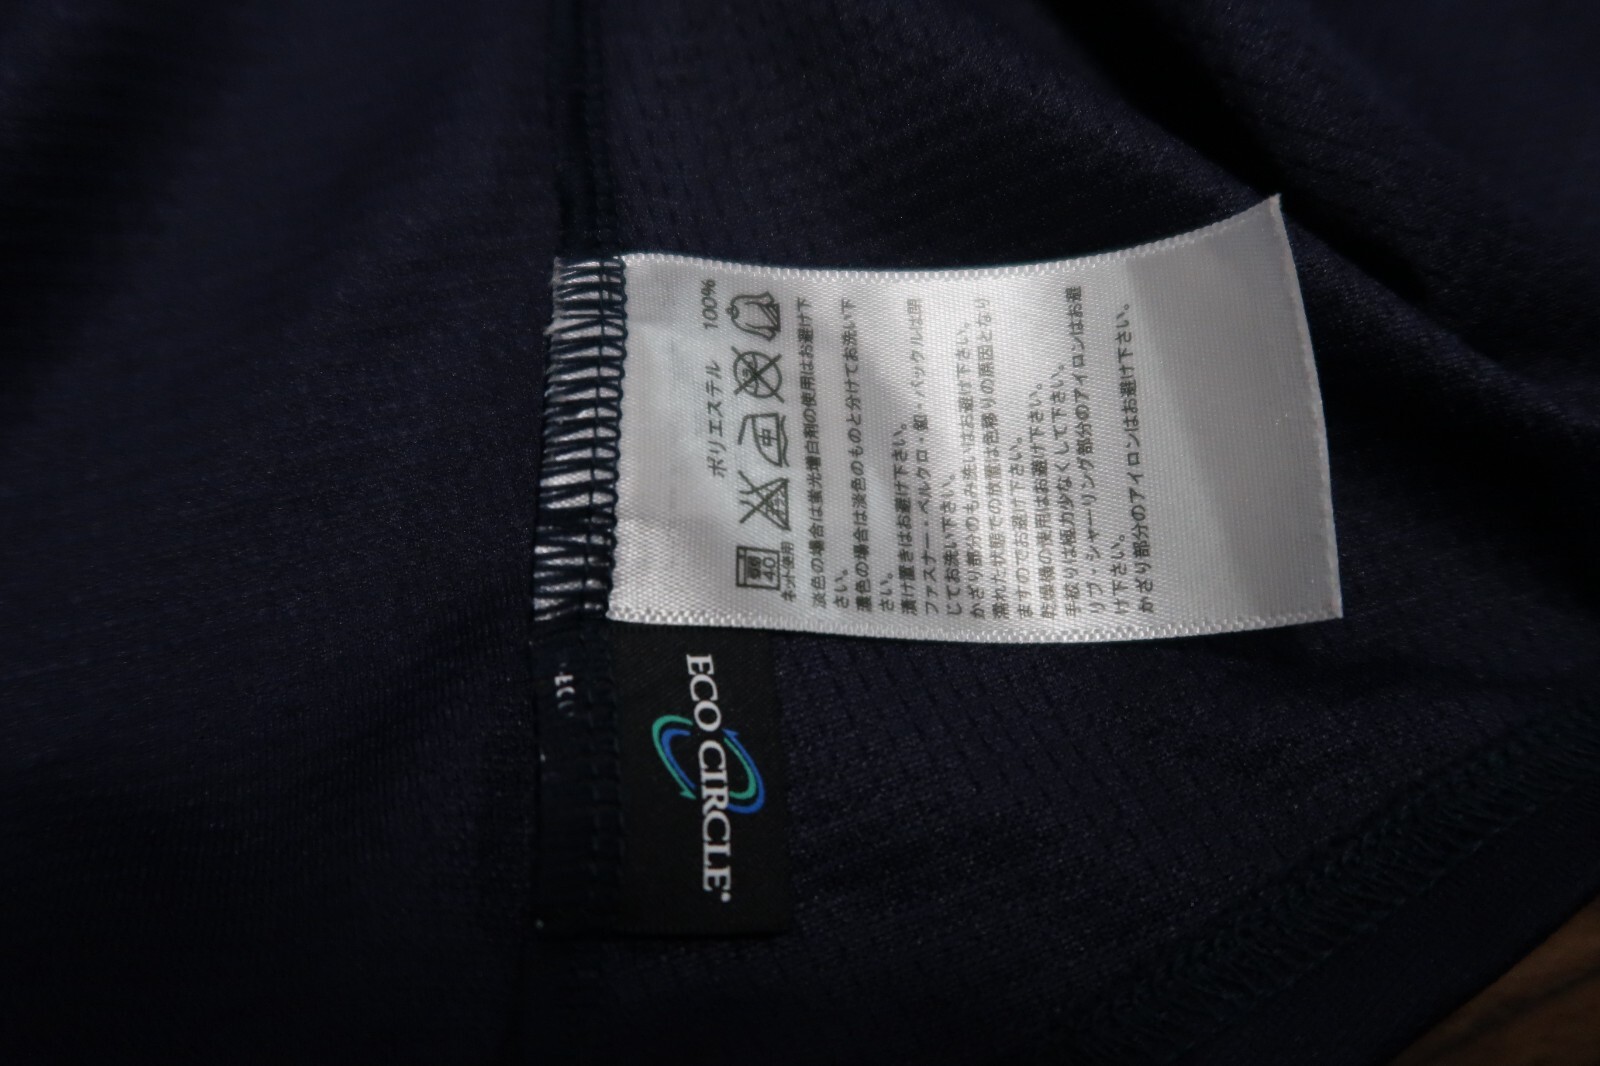 ポリエステル 100%
弱
40
中
ネット使用
淡色の場合は蛍光増白剤の使用はお避け下
さい。
濃色の場合は淡色のものと分けてお洗い下
さい。
漬け置きはお避け下さい。
ファスナー・ベルクロ・釦・バックルは閉
じてお洗い下さい。
かざり部分のもみ洗いはお避け下さい。
濡れた状態での放置は色移りの原因となり
ますのでお避け下さい。
乾燥機の実用はお避け下さい。
手絞りは極力少なくして下さい。
リブ・シャーリング部分のアイロンはお避
け下さい。
かざり部分のアイロンはお避け下さい。
ECO CIRCLE®